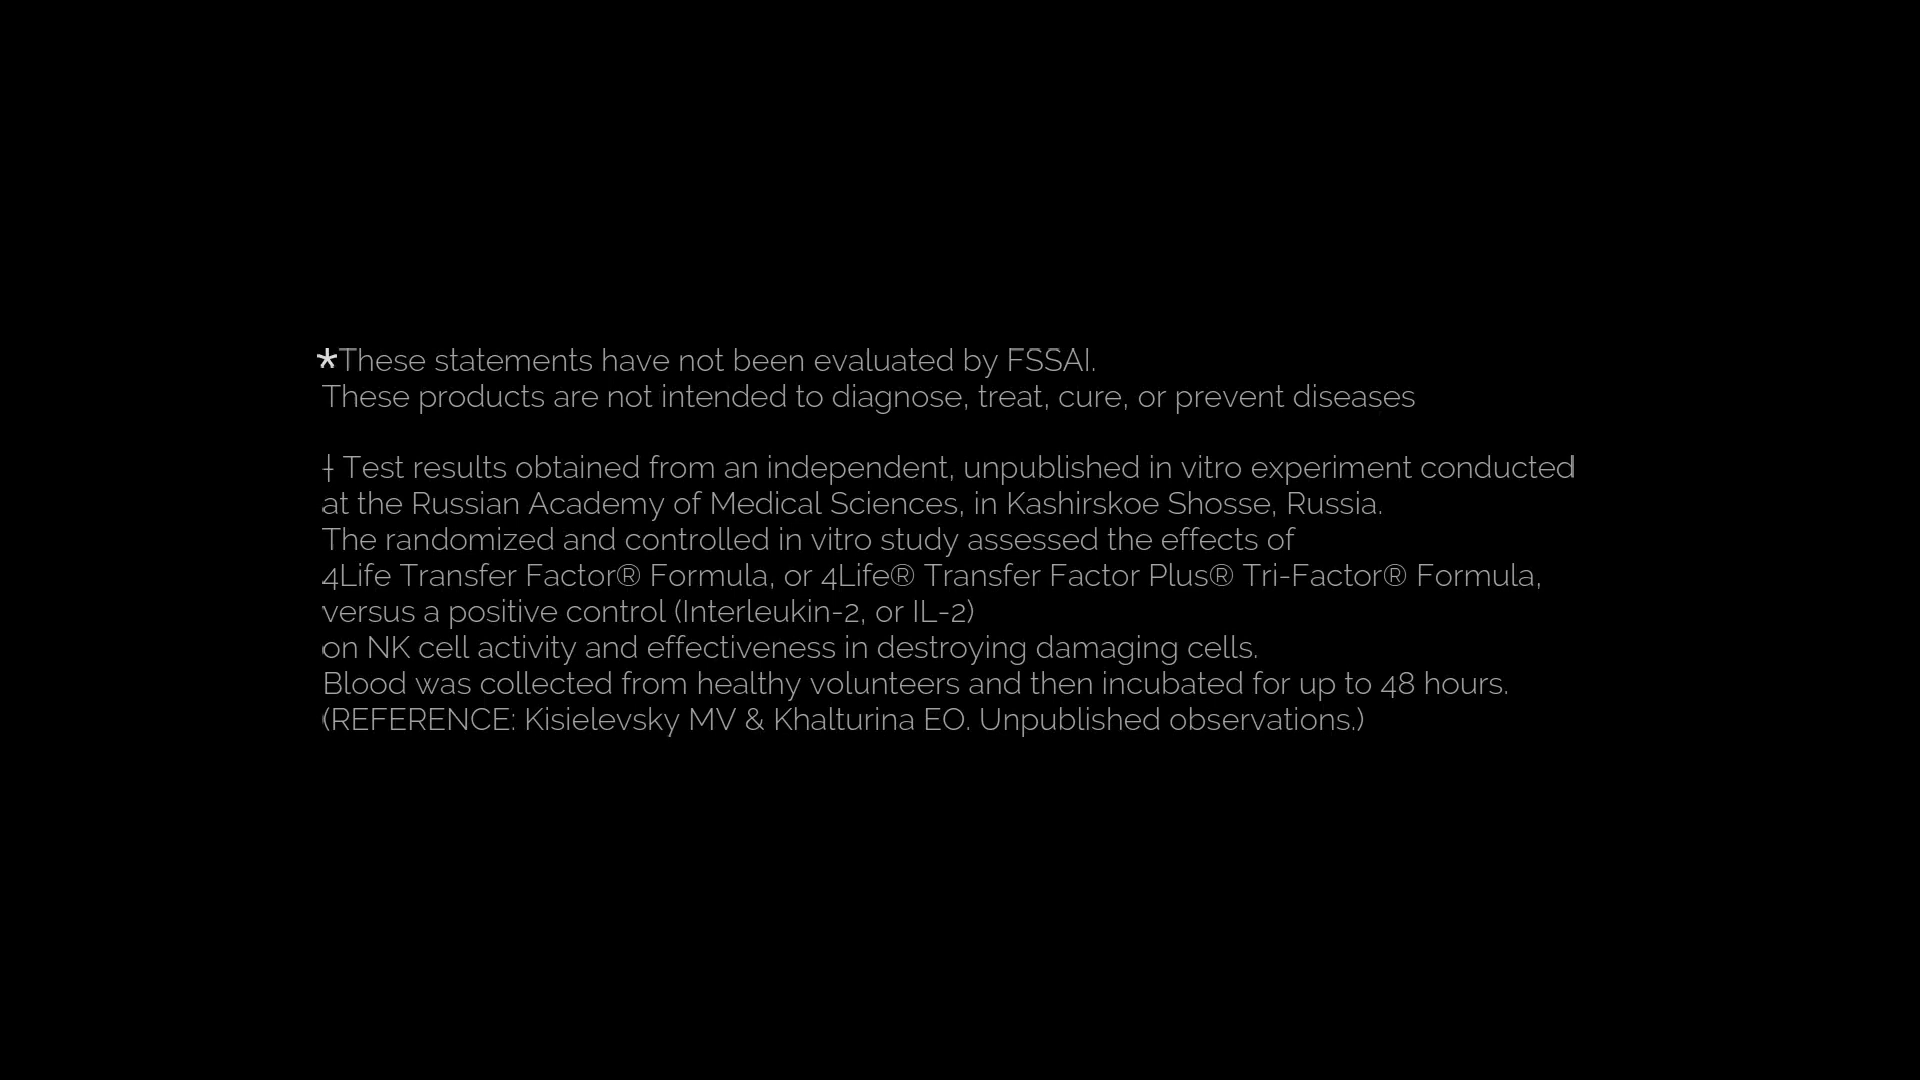 *These statements have not been evaluated by FSSAI.
These products are not intended to diagnose, treat, cure, or prevent diseases
† Test results obtained from an independent, unpublished in vitro experiment conducted
at the Russian Academy of Medical Sciences, in Kashirskoe Shosse, Russia.
The randomized and controlled in vitro study assessed the effects of
4Life Transfer Factor® Formula, or 4Life® Transfer Factor Plus® Tri-Factor® Formula,
versus a positive control (Interleukin-2, or IL-2)
on NK cell activity and effectiveness in destroying damaging cells.
Blood was collected from healthy volunteers and then incubated for up to 48 hours.
(REFERENCE: Kisielevsky MV & Khalturina EO. Unpublished observations.)